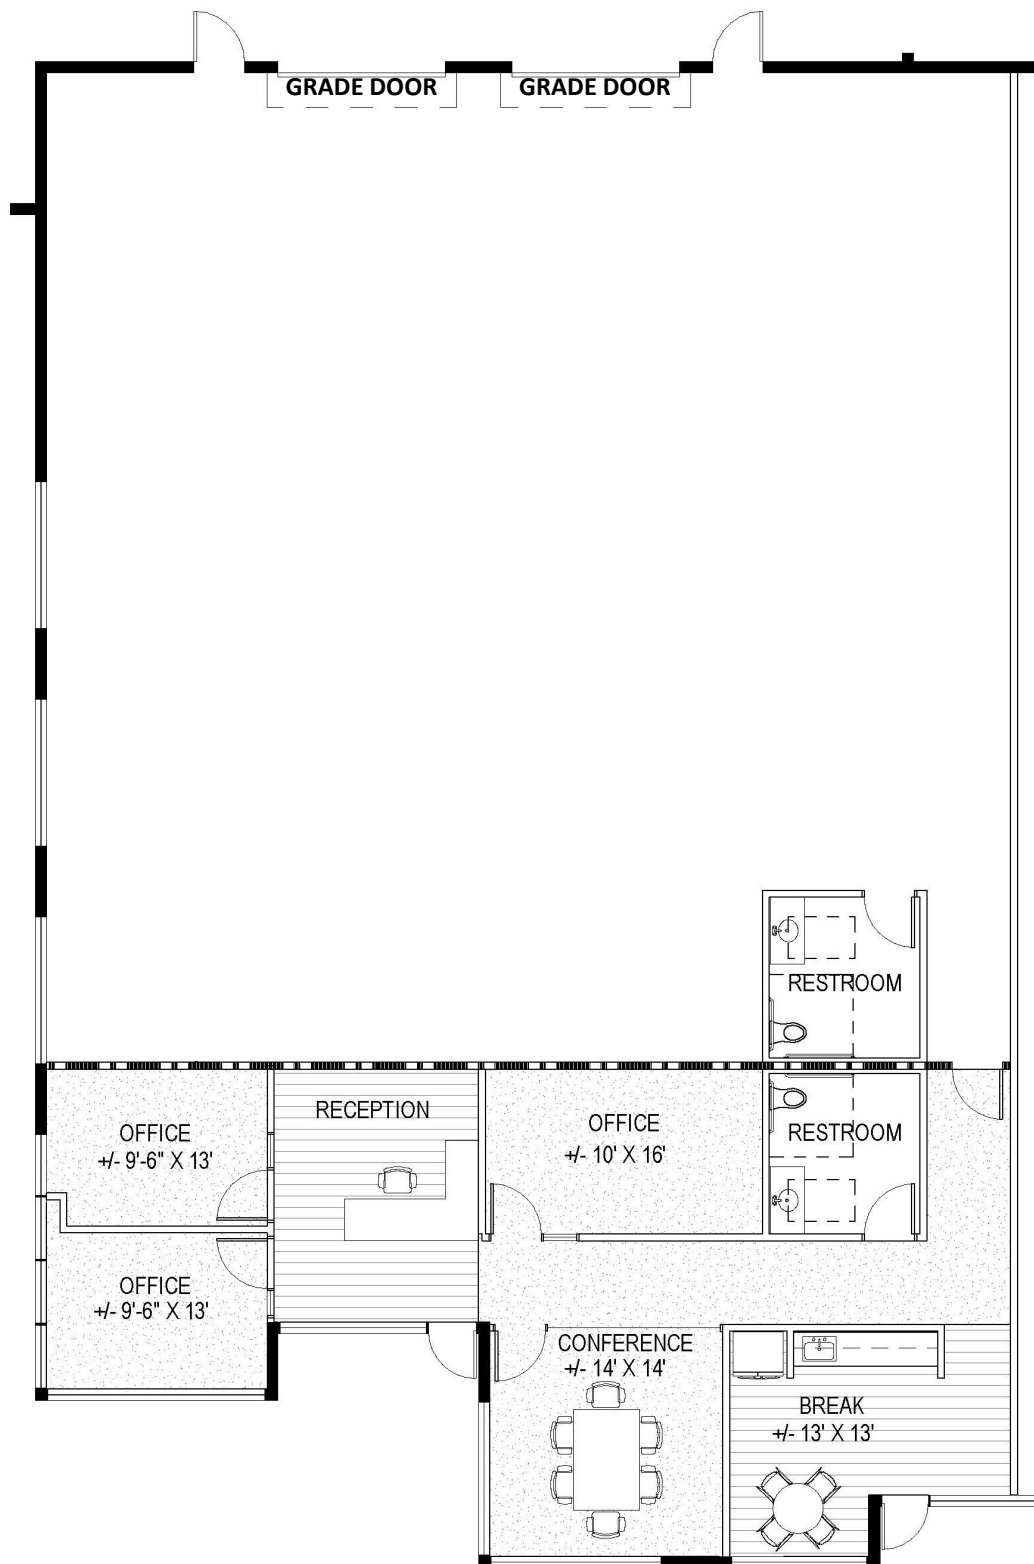 GRADE DOOR
GRADE DOOR
RESTROOM
RECEPTION
OFFICE
+/- 9'-6" X 13'
OFFICE
+/- 10' X 16'
RESTROOM
OFFICE
+/- 9'-6" X 13'
CONFERENCE
+/- 14' X 14'
BREAK
+/- 13' X 13'